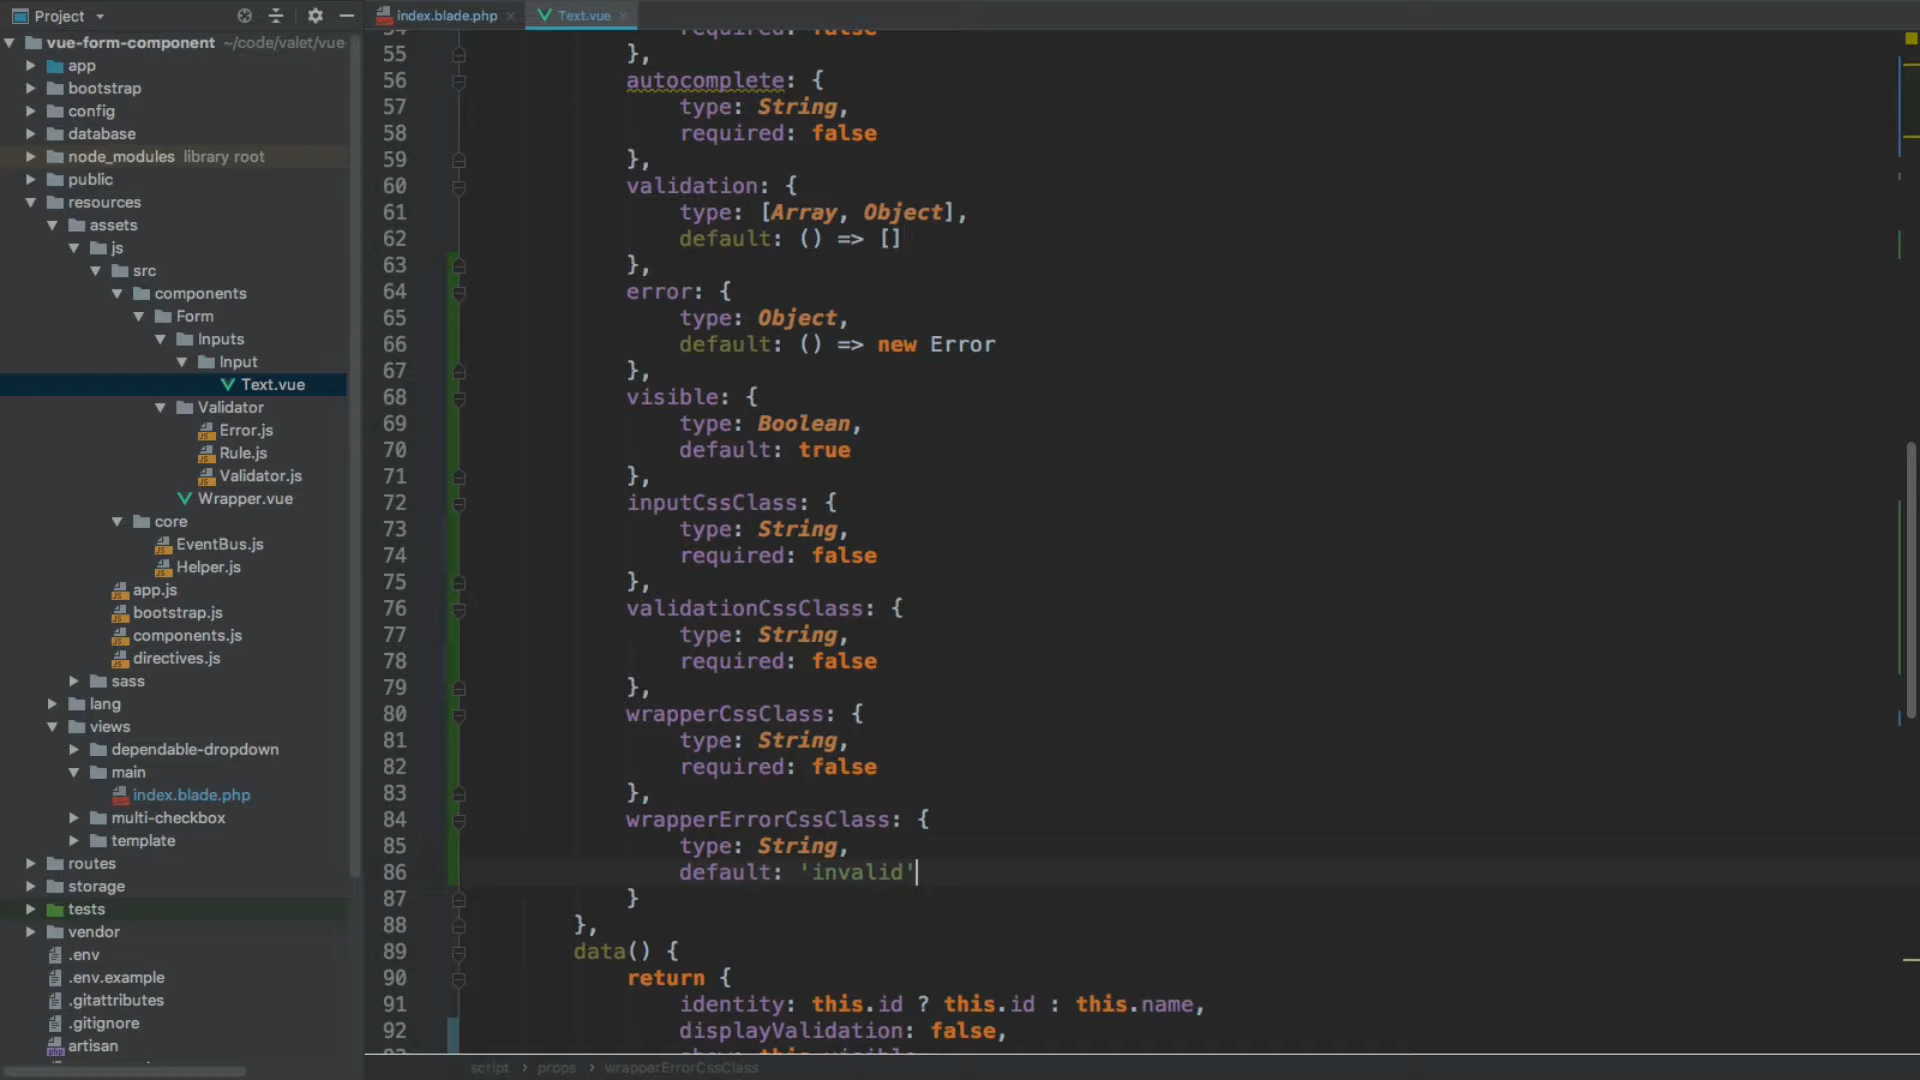 Project
index.blade.php
Text.vue
vue-form-component ~/code/valet/vue
app
bootstrap
config
database
node_modules library root
public
resources
assets
js
src
components
Form
Inputs
Input
Text.vue
Validator
Error.js
Rule.js
Validator.js
Wrapper.vue
core
EventBus.js
Helper.js
app.js
bootstrap.js
components.js
directives.js
sass
lang
views
dependable-dropdown
main
index.blade.php
multi-checkbox
template
routes
storage
tests
vendor
.env
.env.example
.gitattributes
.gitignore
artisan
54 required: false
55 },
56 autocomplete: {
57 type: String,
58 required: false
59 },
60 validation: {
61 type: [Array, Object],
62 default: () => []
63 },
64 error: {
65 type: Object,
66 default: () => new Error
67 },
68 visible: {
69 type: Boolean,
70 default: true
71 },
72 inputCssClass: {
73 type: String,
74 required: false
75 },
76 validationCssClass: {
77 type: String,
78 required: false
79 },
80 wrapperCssClass: {
81 type: String,
82 required: false
83 },
84 wrapperErrorCssClass: {
85 type: String,
86 default: 'invalid'
87 }
88 },
89 data() {
90 return {
91 identity: this.id ? this.id : this.name,
92 displayValidation: false,
script › props › wrapperErrorCssClass